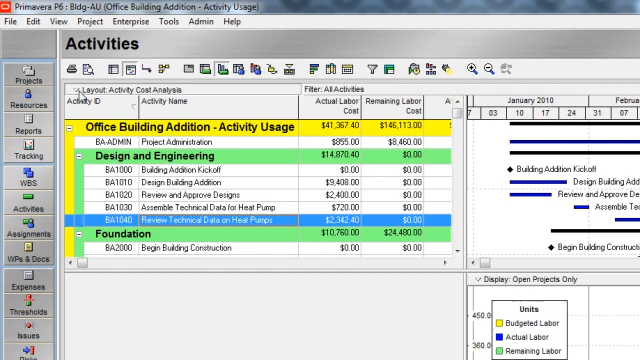 Primavera P6 : Bldg-AU (Office Building Addition - Activity Usage)
File Edit View Project Enterprise Tools Admin Help
Activities
Projects
Resources
Reports
Tracking
WBS
Activities
Assignments
WPs & Docs
Expenses
Thresholds
Issues
Risks
Layout: Activity Cost Analysis Filter: All Activities
Activity ID Activity Name Actual Labor Cost Remaining Labor Cost
Office Building Addition - Activity Usage $41,367.40 $146,113.00
BA-ADMIN Project Administration $855.00 $8,460.00
Design and Engineering $14,870.40 $0.00
BA1000 Building Addition Kickoff $0.00 $0.00
BA1010 Design Building Addition $9,408.00 $0.00
BA1020 Review and Approve Designs $2,400.00 $0.00
BA1030 Assemble Technical Data for Heat Pump $720.00 $0.00
BA1040 Review Technical Data on Heat Pumps $2,342.40 $0.00
Foundation $10,760.00 $24,480.00
BA2000 Begin Building Construction $0.00 $0.00
January 2010 Februa
7 03 10 17 24 31 07
Building Addition Kickoff
Design Building Addit
Review and Appro
Assemble Techn
Review Tech
Begin Building Const
Display: Open Projects Only
Units
Budgeted Labor
Actual Labor
Remaining Labor
450.0
360.0